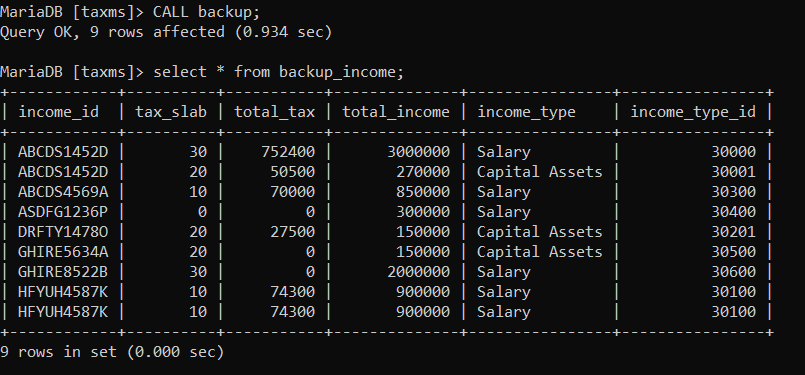 MariaDB [taxms]> CALL backup;
Query OK, 9 rows affected (0.934 sec)

MariaDB [taxms]> select * from backup_income;
+------------+----------+-----------+--------------+----------------+----------------+
| income_id  | tax_slab | total_tax | total_income | income_type    | income_type_id |
+------------+----------+-----------+--------------+----------------+----------------+
| ABCDS1452D |       30 |    752400 |      3000000 | Salary         |          30000 |
| ABCDS1452D |       20 |     50500 |       270000 | Capital Assets |          30001 |
| ABCDS4569A |       10 |     70000 |       850000 | Salary         |          30300 |
| ASDFG1236P |        0 |         0 |       300000 | Salary         |          30400 |
| DRFTY1478O |       20 |     27500 |       150000 | Capital Assets |          30201 |
| GHIRE5634A |       20 |         0 |       150000 | Capital Assets |          30500 |
| GHIRE8522B |       30 |         0 |      2000000 | Salary         |          30600 |
| HFYUH4587K |       10 |     74300 |       900000 | Salary         |          30100 |
| HFYUH4587K |       10 |     74300 |       900000 | Salary         |          30100 |
+------------+----------+-----------+--------------+----------------+----------------+
9 rows in set (0.000 sec)